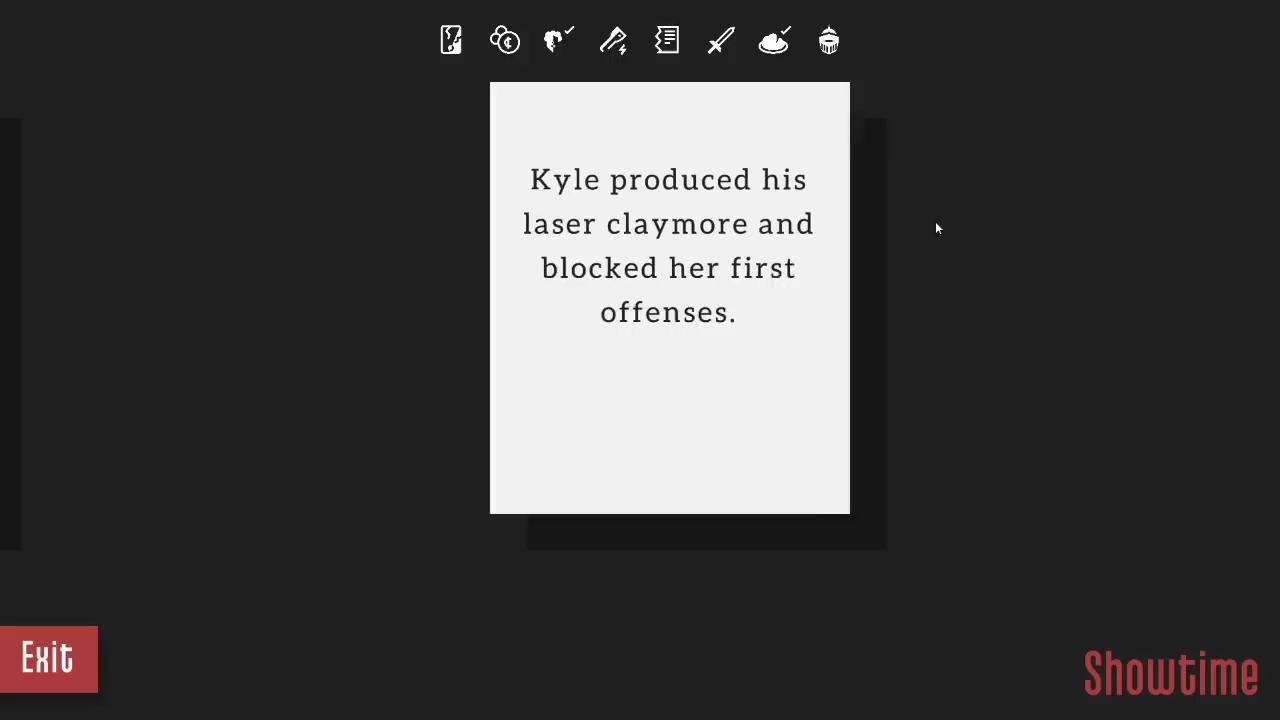 Kyle produced his
laser claymore and
blocked her first
offenses.
Exit
Showtime